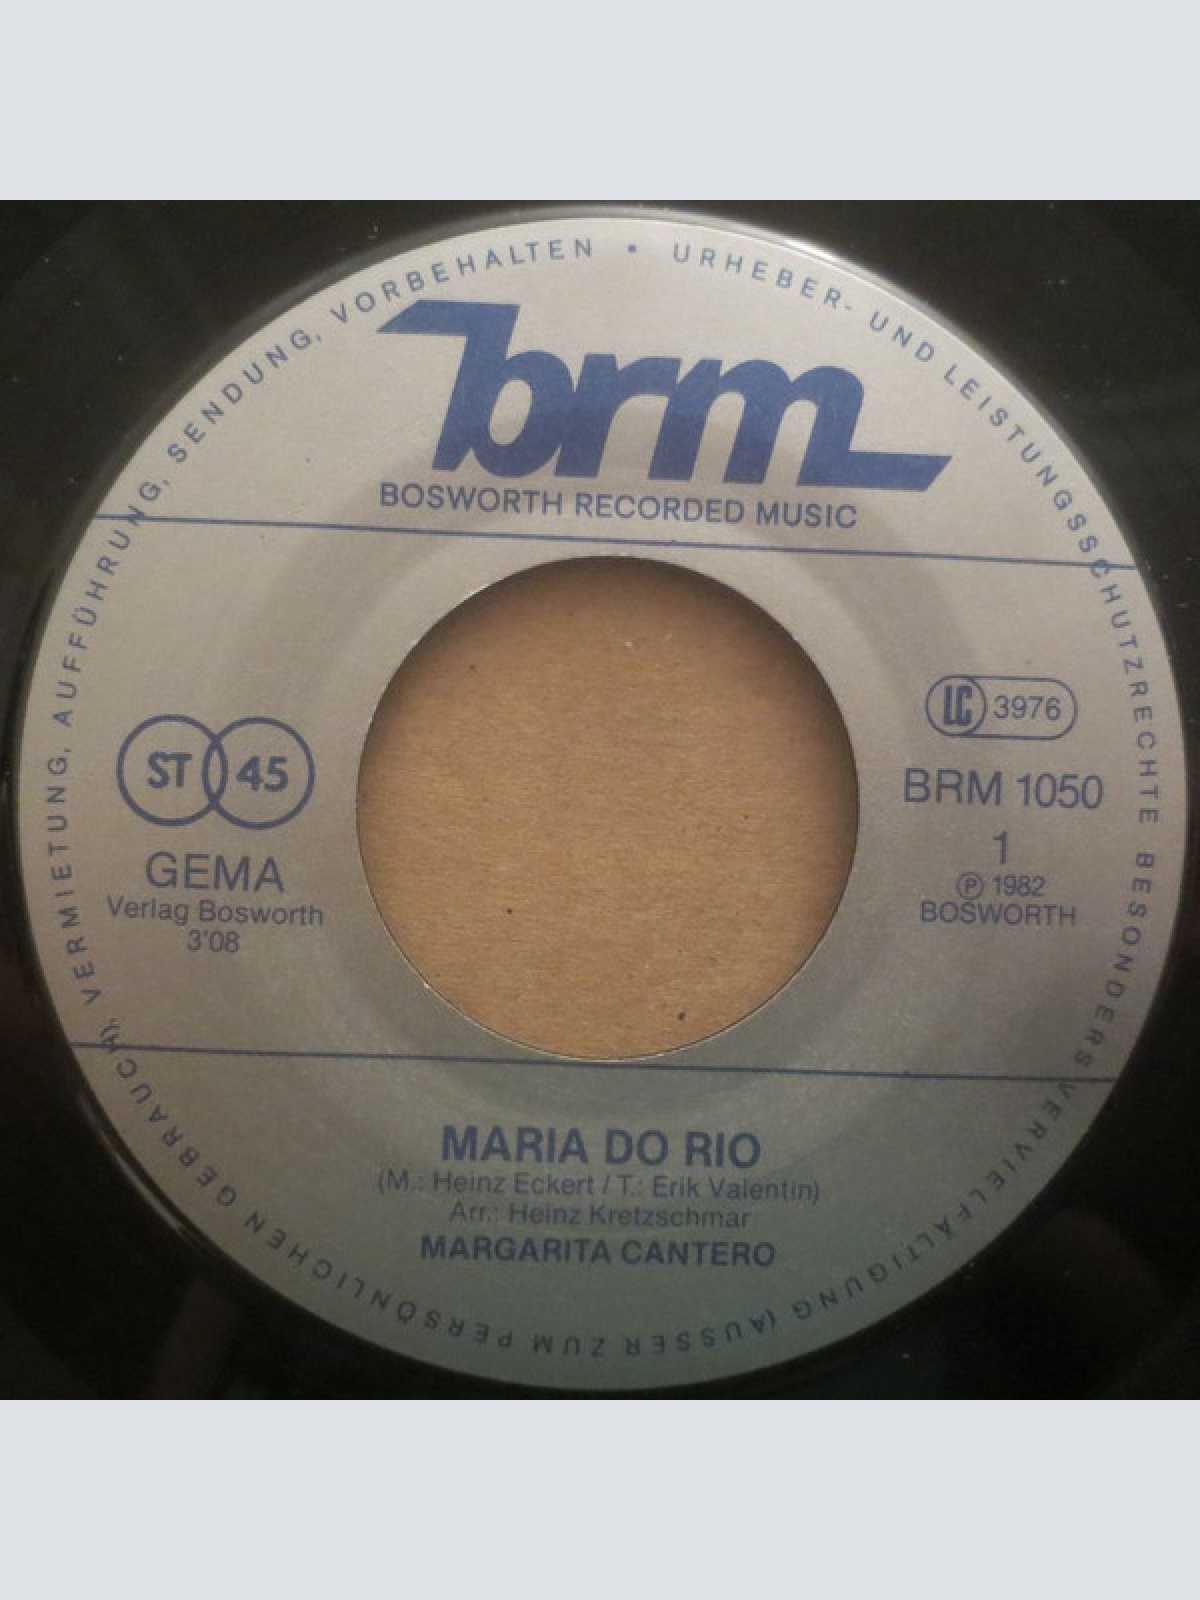 URHEBER- UND LEISTUNGSSCHUTZRECHTE BESONDERS VERVIELFÄLTIGUNG (AUSSER ZUM PERSÖNLICHEN GEBRAUCH), VERMIETUNG, AUFFÜHRUNG, SENDUNG, VORBEHALTEN •
brm
BOSWORTH RECORDED MUSIC
ST 45
GEMA
Verlag Bosworth
3'08
LC 3976
BRM 1050
1
Ⓟ 1982
BOSWORTH
MARIA DO RIO
(M.: Heinz Eckert / T.: Erik Valentin)
Arr.: Heinz Kretzschmar
MARGARITA CANTERO